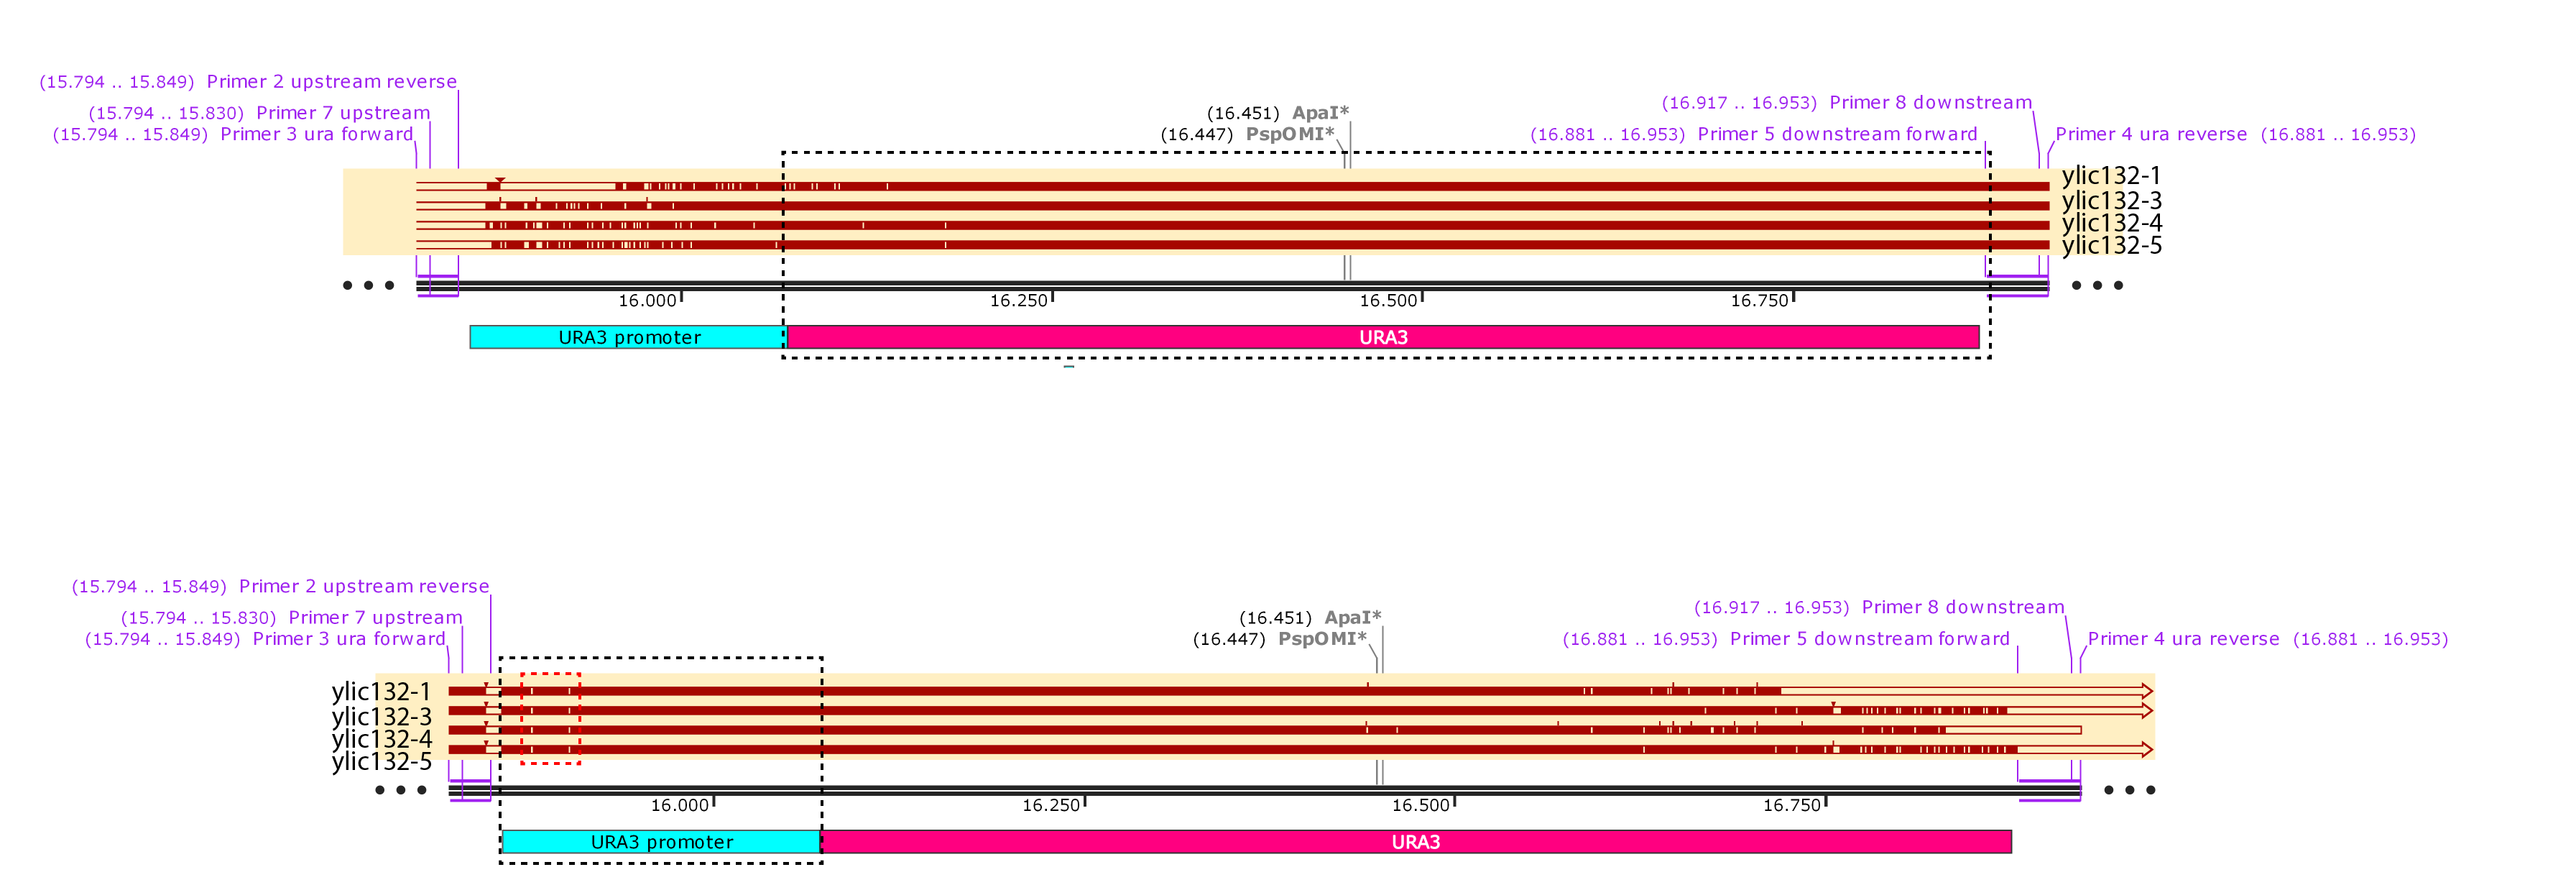 (15.794 .. 15.849) Primer 2 upstream reverse
(15.794 .. 15.830) Primer 7 upstream
(15.794 .. 15.849) Primer 3 ura forward
(16.451) ApaI*
(16.447) PspOMI*
(16.917 .. 16.953) Primer 8 downstream
(16.881 .. 16.953) Primer 5 downstream forward
Primer 4 ura reverse (16.881 .. 16.953)
ylic132-1
ylic132-3
ylic132-4
ylic132-5
16.000
16.250
16.500
16.750
URA3 promoter
URA3
(15.794 .. 15.849) Primer 2 upstream reverse
(15.794 .. 15.830) Primer 7 upstream
(15.794 .. 15.849) Primer 3 ura forward
(16.451) ApaI*
(16.447) PspOMI*
(16.917 .. 16.953) Primer 8 downstream
(16.881 .. 16.953) Primer 5 downstream forward
Primer 4 ura reverse (16.881 .. 16.953)
ylic132-1
ylic132-3
ylic132-4
ylic132-5
16.000
16.250
16.500
16.750
URA3 promoter
URA3